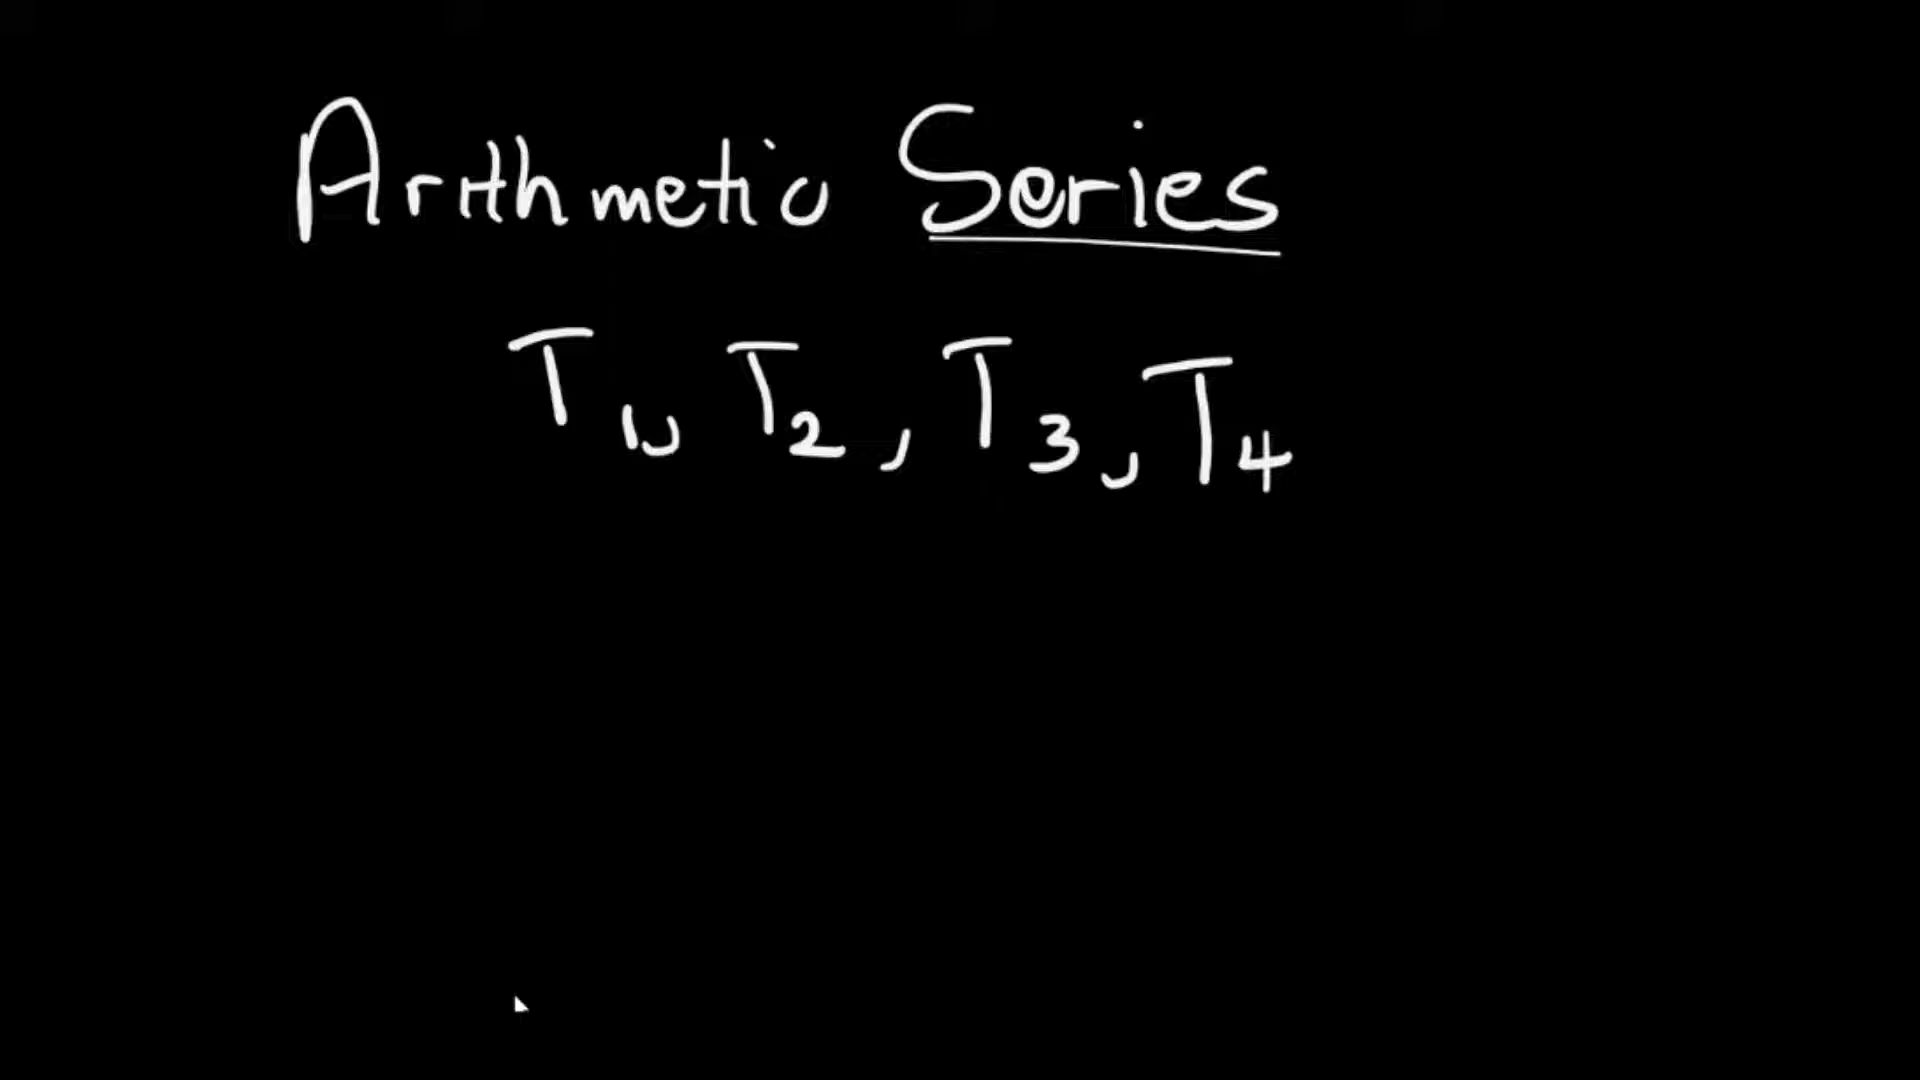 Arithmetic Series
T₁, T₂, T₃, T₄